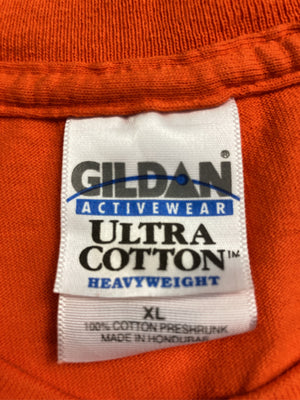 GILDAN®
ACTIVEWEAR
ULTRA
COTTON™
HEAVYWEIGHT
XL
100% COTTON PRESHRUNK
MADE IN HONDURAS